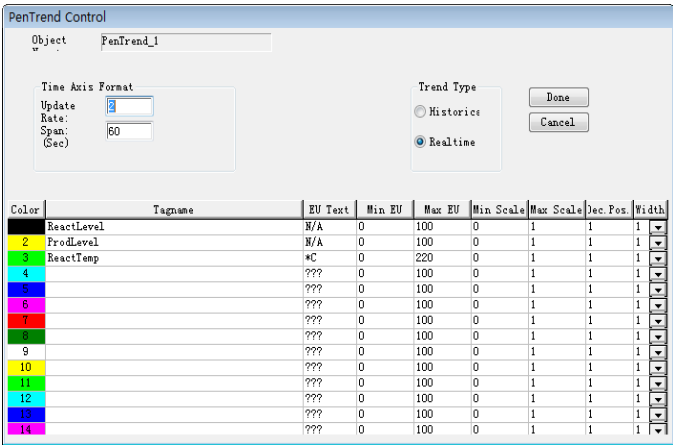 PenTrend Control
Object PenTrend_1
Time Axis Format
Update Rate: 2
Span: (Sec) 60
Trend Type
Historica
Realtime
Done
Cancel
Color Tagname EU Text Min EU Max EU Min Scale Max Scale Dec. Pos. Width
ReactLevel N/A 0 100 0 1 1 1
2 ProdLevel N/A 0 100 0 1 1 1
3 ReactTemp *C 0 220 0 1 1 1
4 ??? 0 100 0 1 1 1
5 ??? 0 100 0 1 1 1
6 ??? 0 100 0 1 1 1
7 ??? 0 100 0 1 1 1
8 ??? 0 100 0 1 1 1
9 ??? 0 100 0 1 1 1
10 ??? 0 100 0 1 1 1
11 ??? 0 100 0 1 1 1
12 ??? 0 100 0 1 1 1
13 ??? 0 100 0 1 1 1
14 ??? 0 100 0 1 1 1